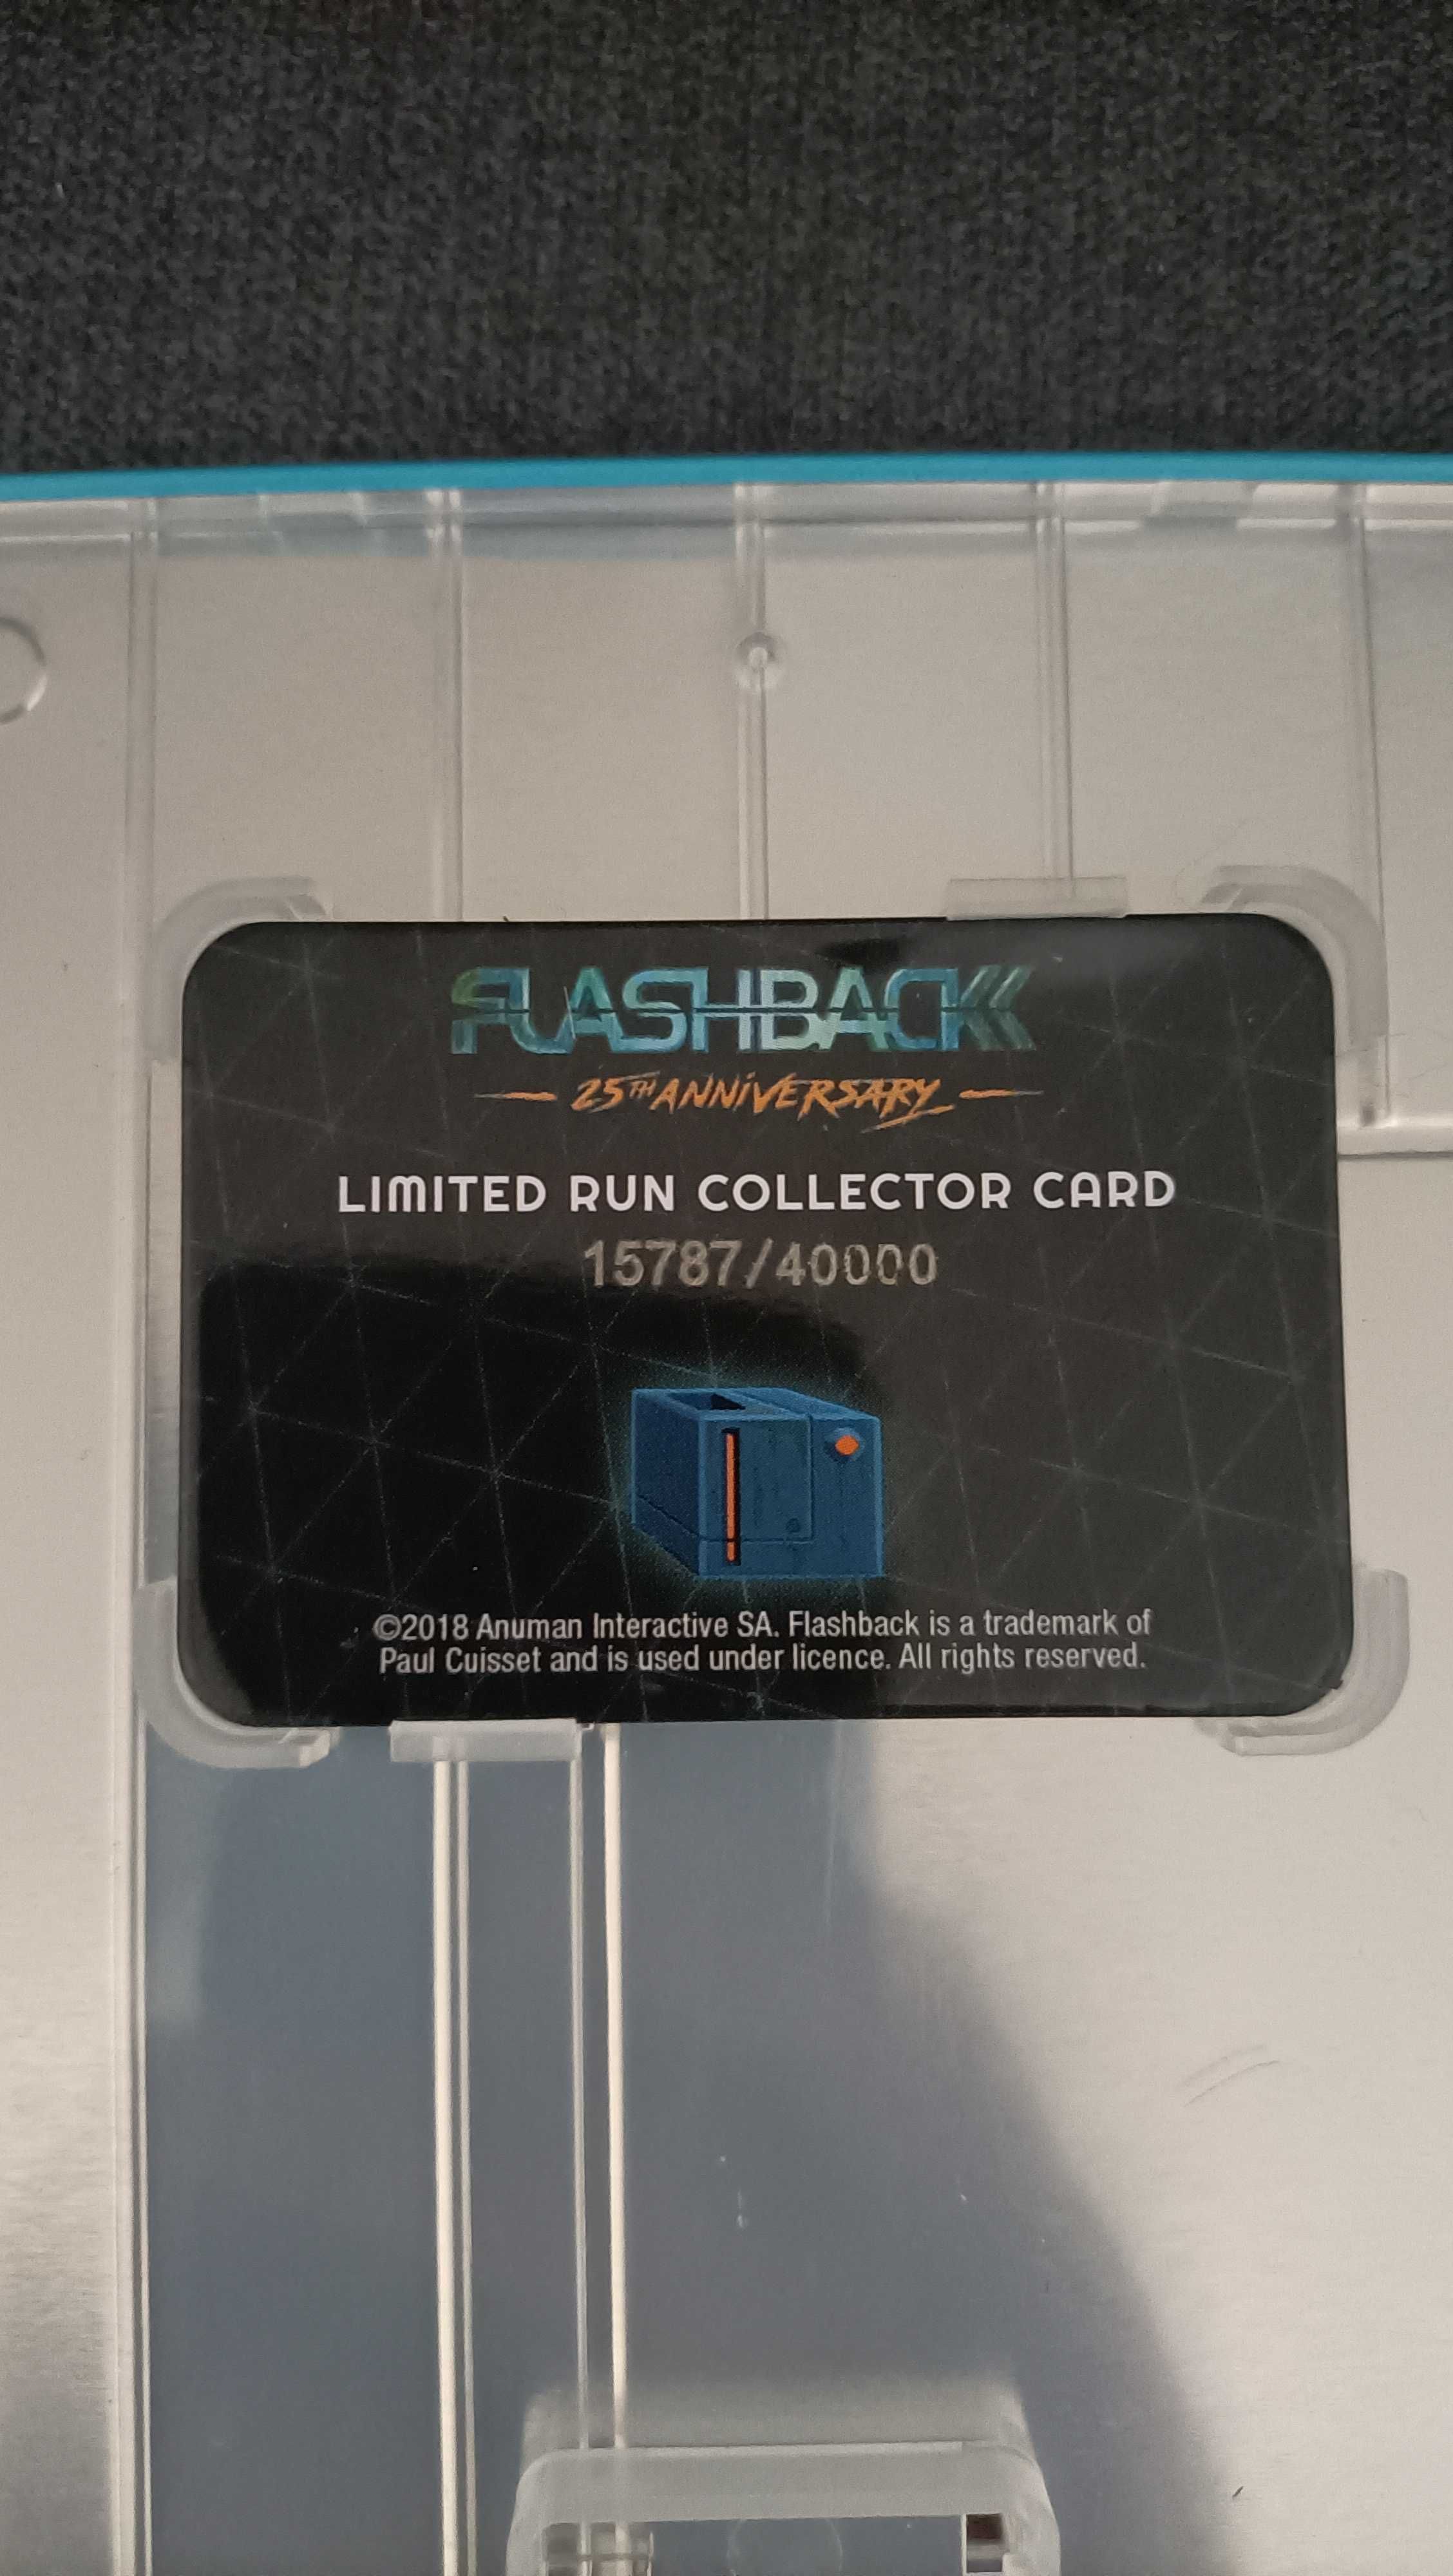 FLASHBACK
25TH ANNiVERSARY
LIMITED RUN COLLECTOR CARD
15787/40000
©2018 Anuman Interactive SA. Flashback is a trademark of
Paul Cuisset and is used under licence. All rights reserved.